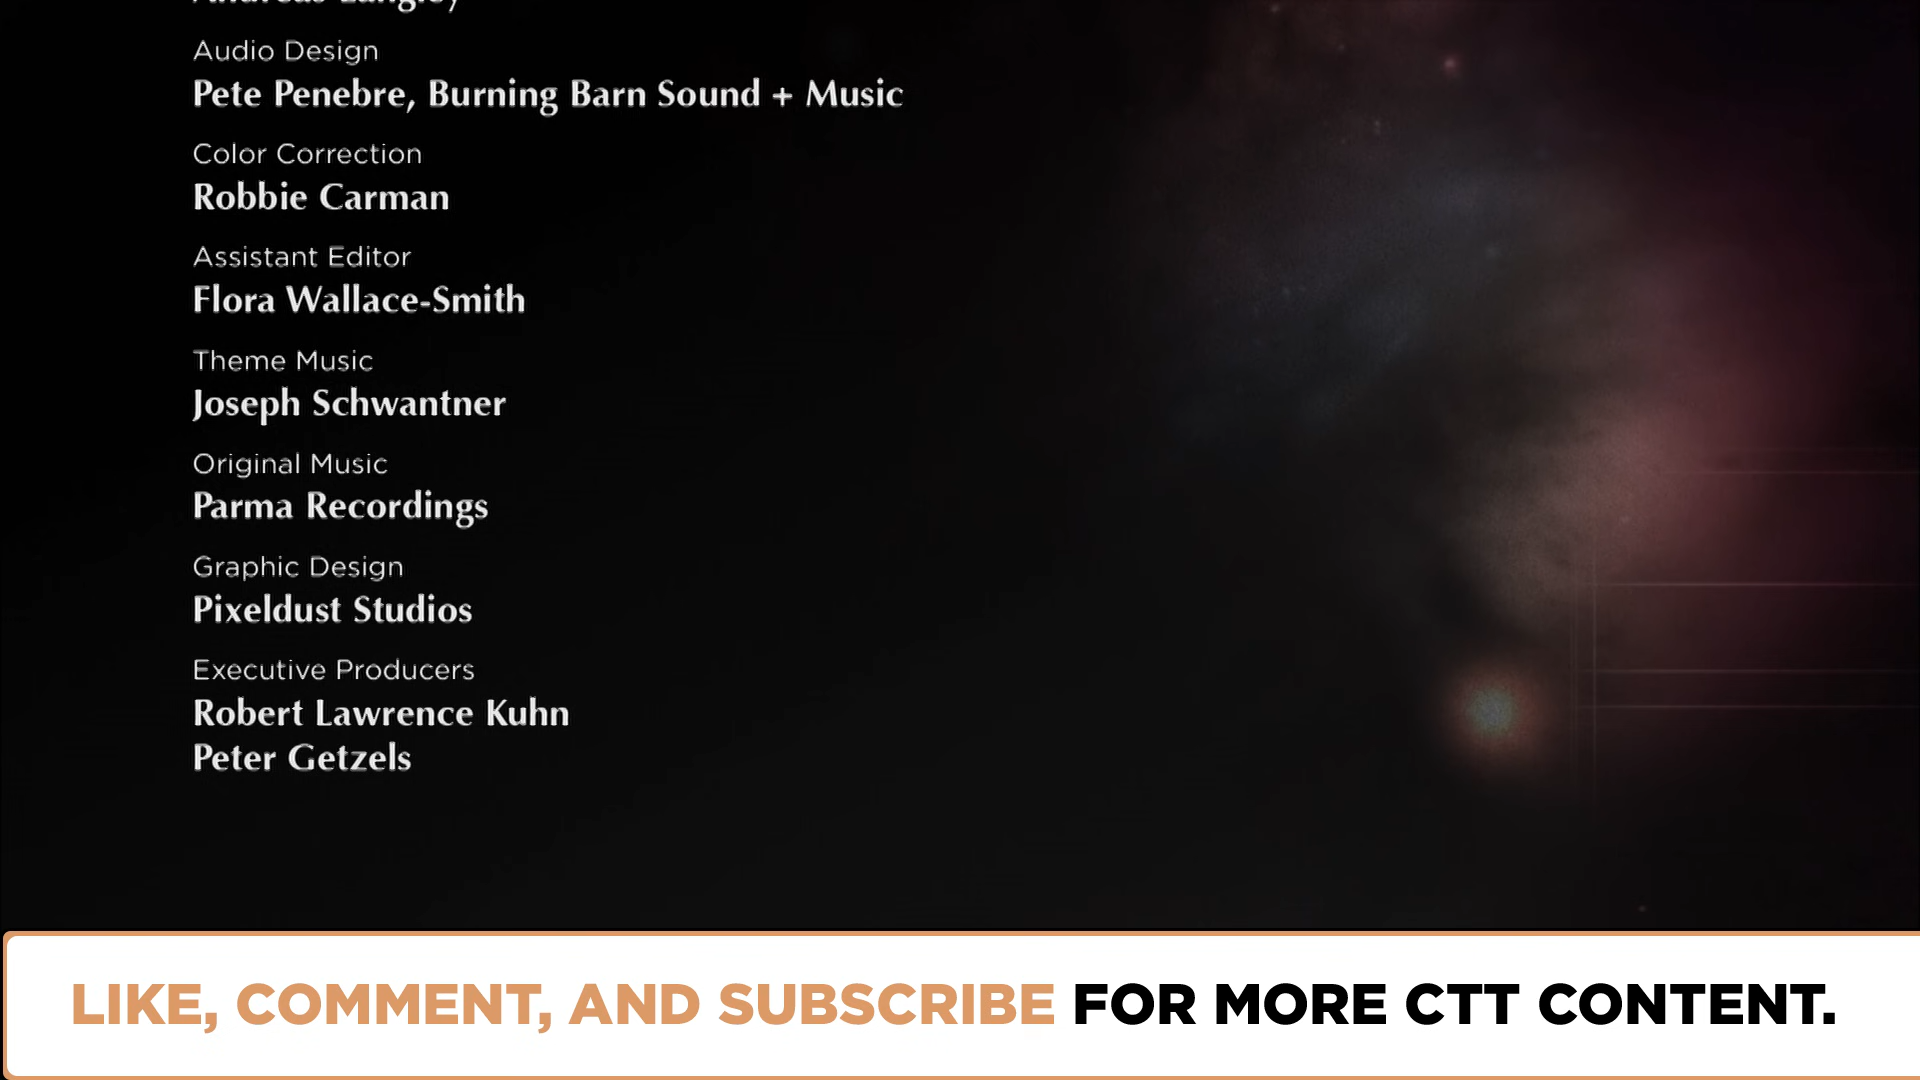 Audio Design
Pete Penebre, Burning Barn Sound + Music
Color Correction
Robbie Carman
Assistant Editor
Flora Wallace-Smith
Theme Music
Joseph Schwantner
Original Music
Parma Recordings
Graphic Design
Pixeldust Studios
Executive Producers
Robert Lawrence Kuhn
Peter Getzels
LIKE, COMMENT, AND SUBSCRIBE FOR MORE CTT CONTENT.